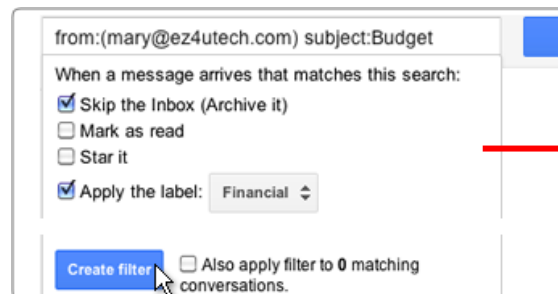 from:(mary@ez4utech.com) subject:Budget
When a message arrives that matches this search:
Skip the Inbox (Archive it)
Mark as read
Star it
Apply the label: Financial
Create filter
Also apply filter to 0 matching
conversations.